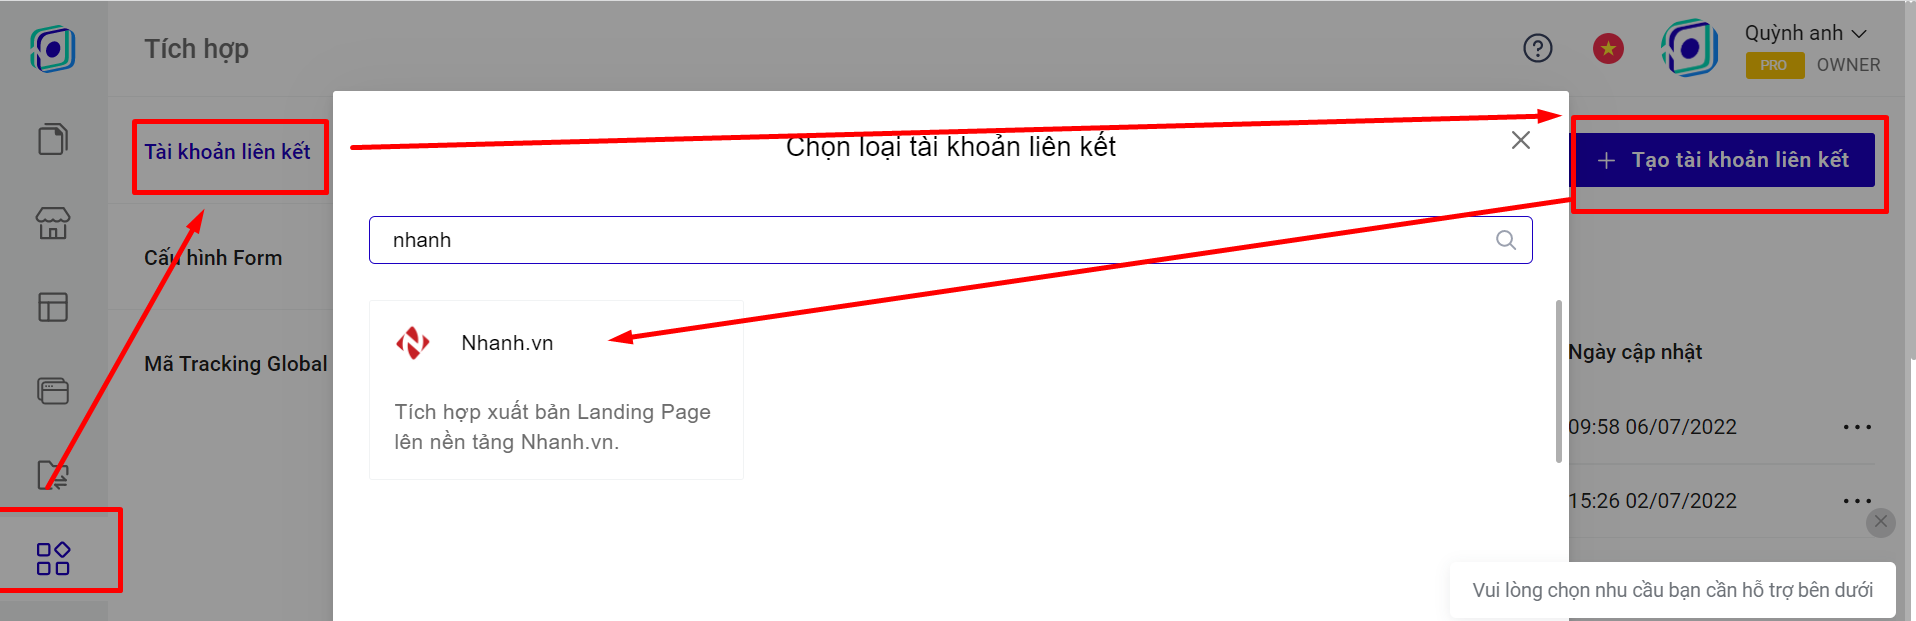 Tích hợp
Quỳnh anh
PRO
OWNER
Tài khoản liên kết
Chọn loại tài khoản liên kết
Tạo tài khoản liên kết
nhanh
Cấu hình Form
Nhanh.vn
Ngày cập nhật
Mã Tracking Global
Tích hợp xuất bản Landing Page
lên nền tảng Nhanh.vn.
09:58 06/07/2022
15:26 02/07/2022
Vui lòng chọn nhu cầu bạn cần hỗ trợ bên dưới